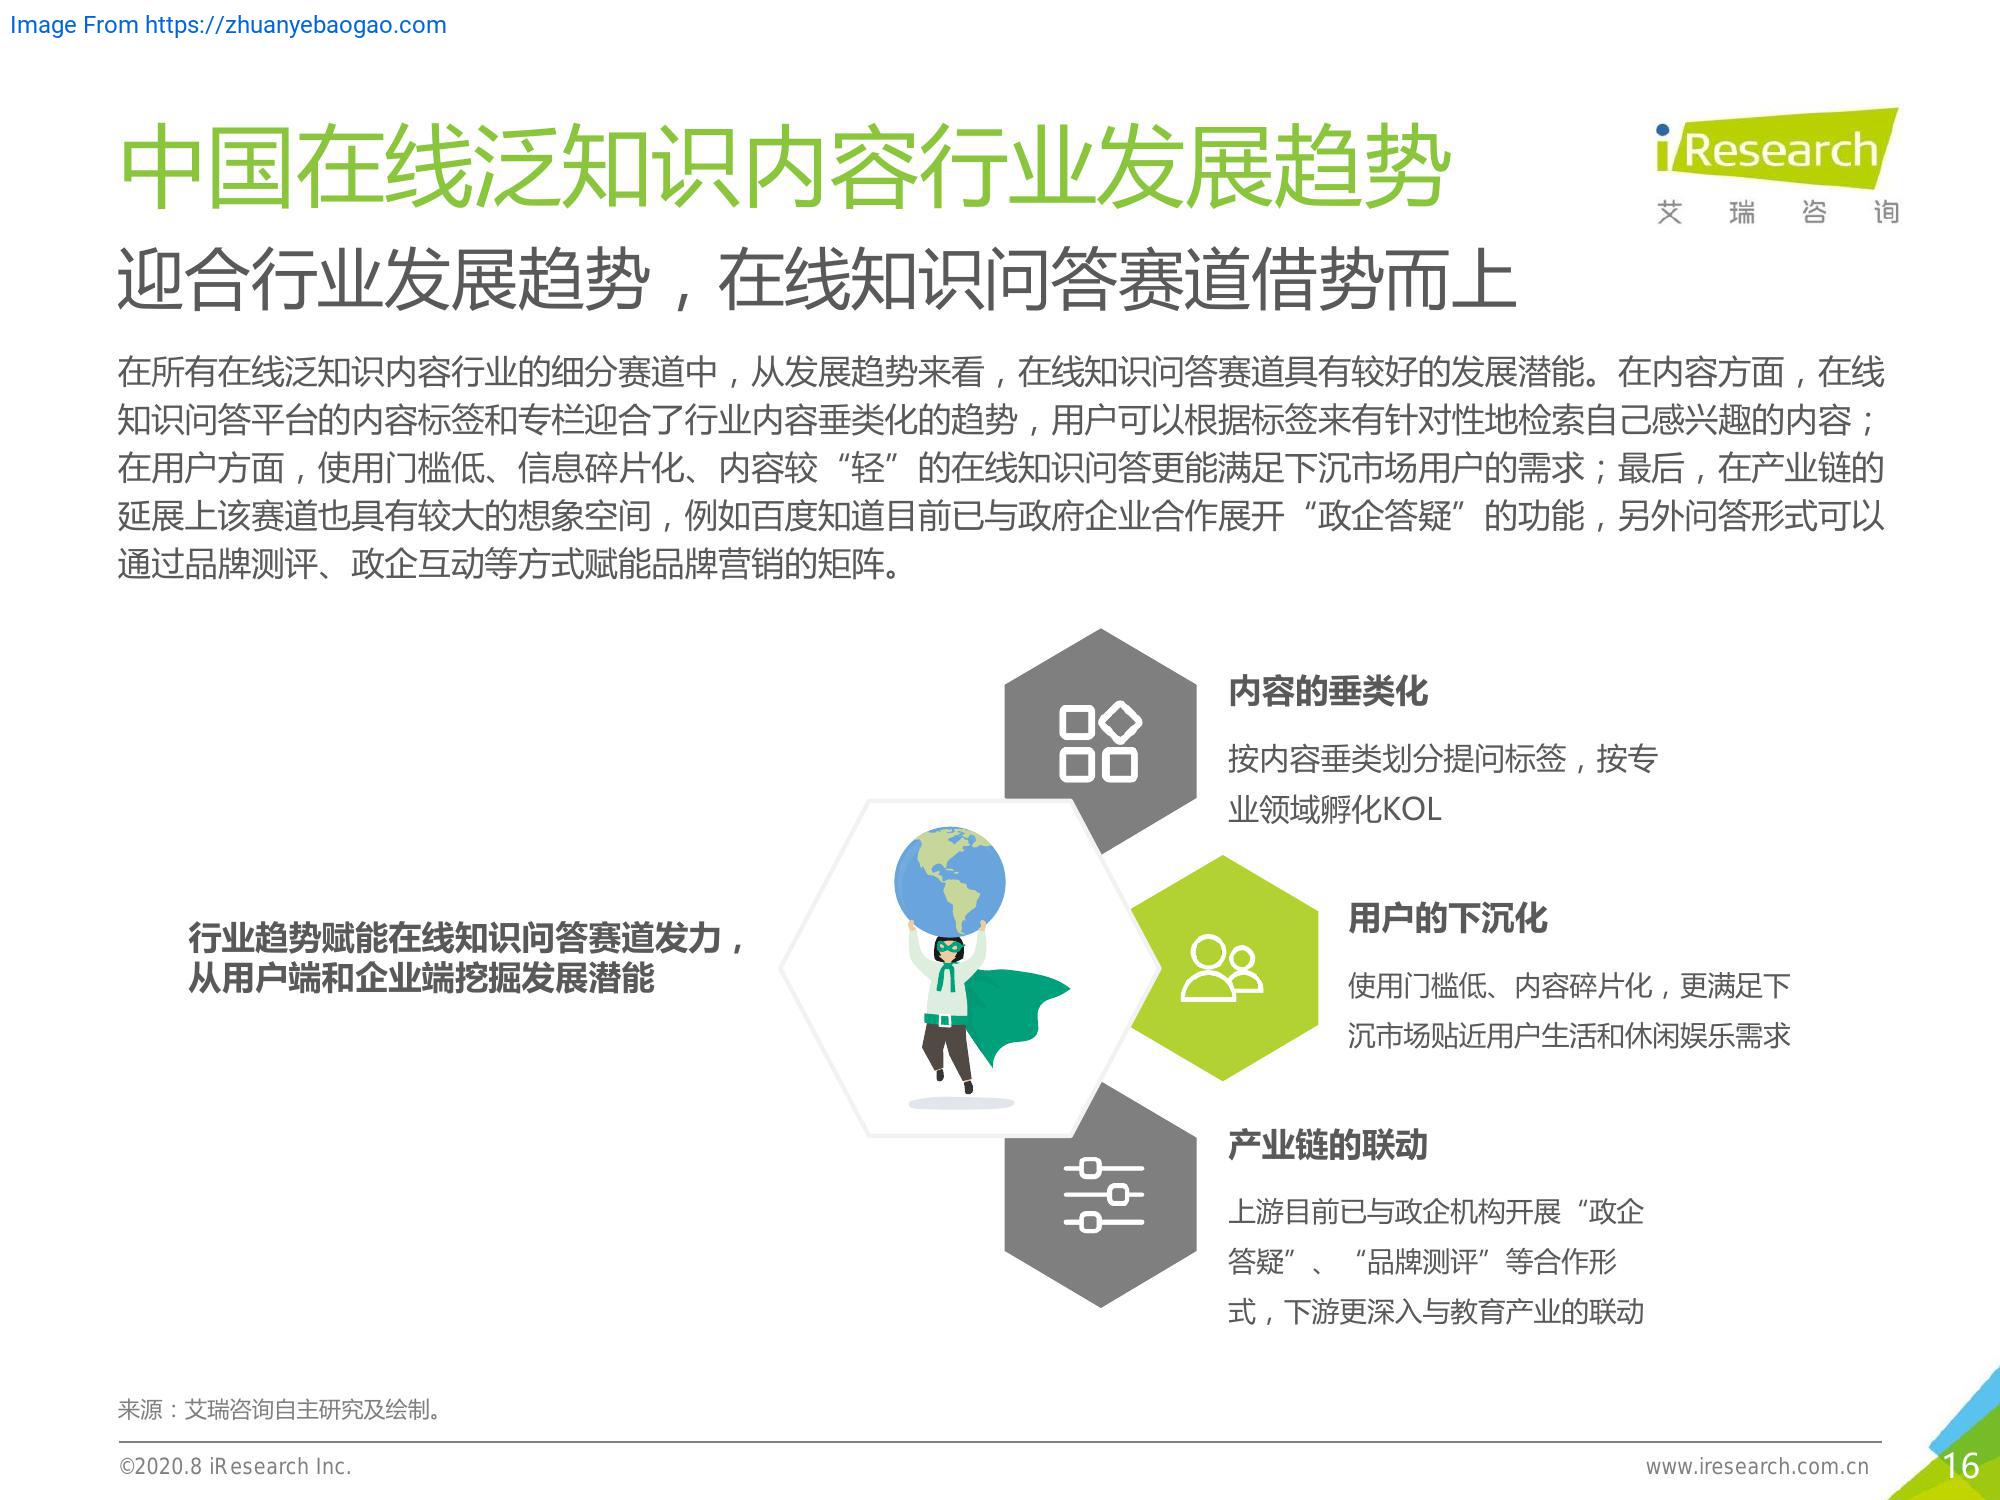 Image From https://zhuanyebaogao.com
中国在线泛知识内容行业发展趋势
iResearch
艾瑞咨询
迎合行业发展趋势，在线知识问答赛道借势而上
在所有在线泛知识内容行业的细分赛道中，从发展趋势来看，在线知识问答赛道具有较好的发展潜能。在内容方面，在线
知识问答平台的内容标签和专栏迎合了行业内容垂类化的趋势，用户可以根据标签来有针对性地检索自己感兴趣的内容；
在用户方面，使用门槛低、信息碎片化、内容较“轻”的在线知识问答更能满足下沉市场用户的需求；最后，在产业链的
延展上该赛道也具有较大的想象空间，例如百度知道目前已与政府企业合作展开“政企答疑”的功能，另外问答形式可以
通过品牌测评、政企互动等方式赋能品牌营销的矩阵。
内容的垂类化
按内容垂类划分提问标签，按专
业领域孵化KOL
行业趋势赋能在线知识问答赛道发力，
从用户端和企业端挖掘发展潜能
用户的下沉化
使用门槛低、内容碎片化，更满足下
沉市场贴近用户生活和休闲娱乐需求
产业链的联动
上游目前已与政企机构开展“政企
答疑”、“品牌测评”等合作形
式，下游更深入与教育产业的联动
来源：艾瑞咨询自主研究及绘制。
©2020.8 iResearch Inc.
www.iresearch.com.cn
16